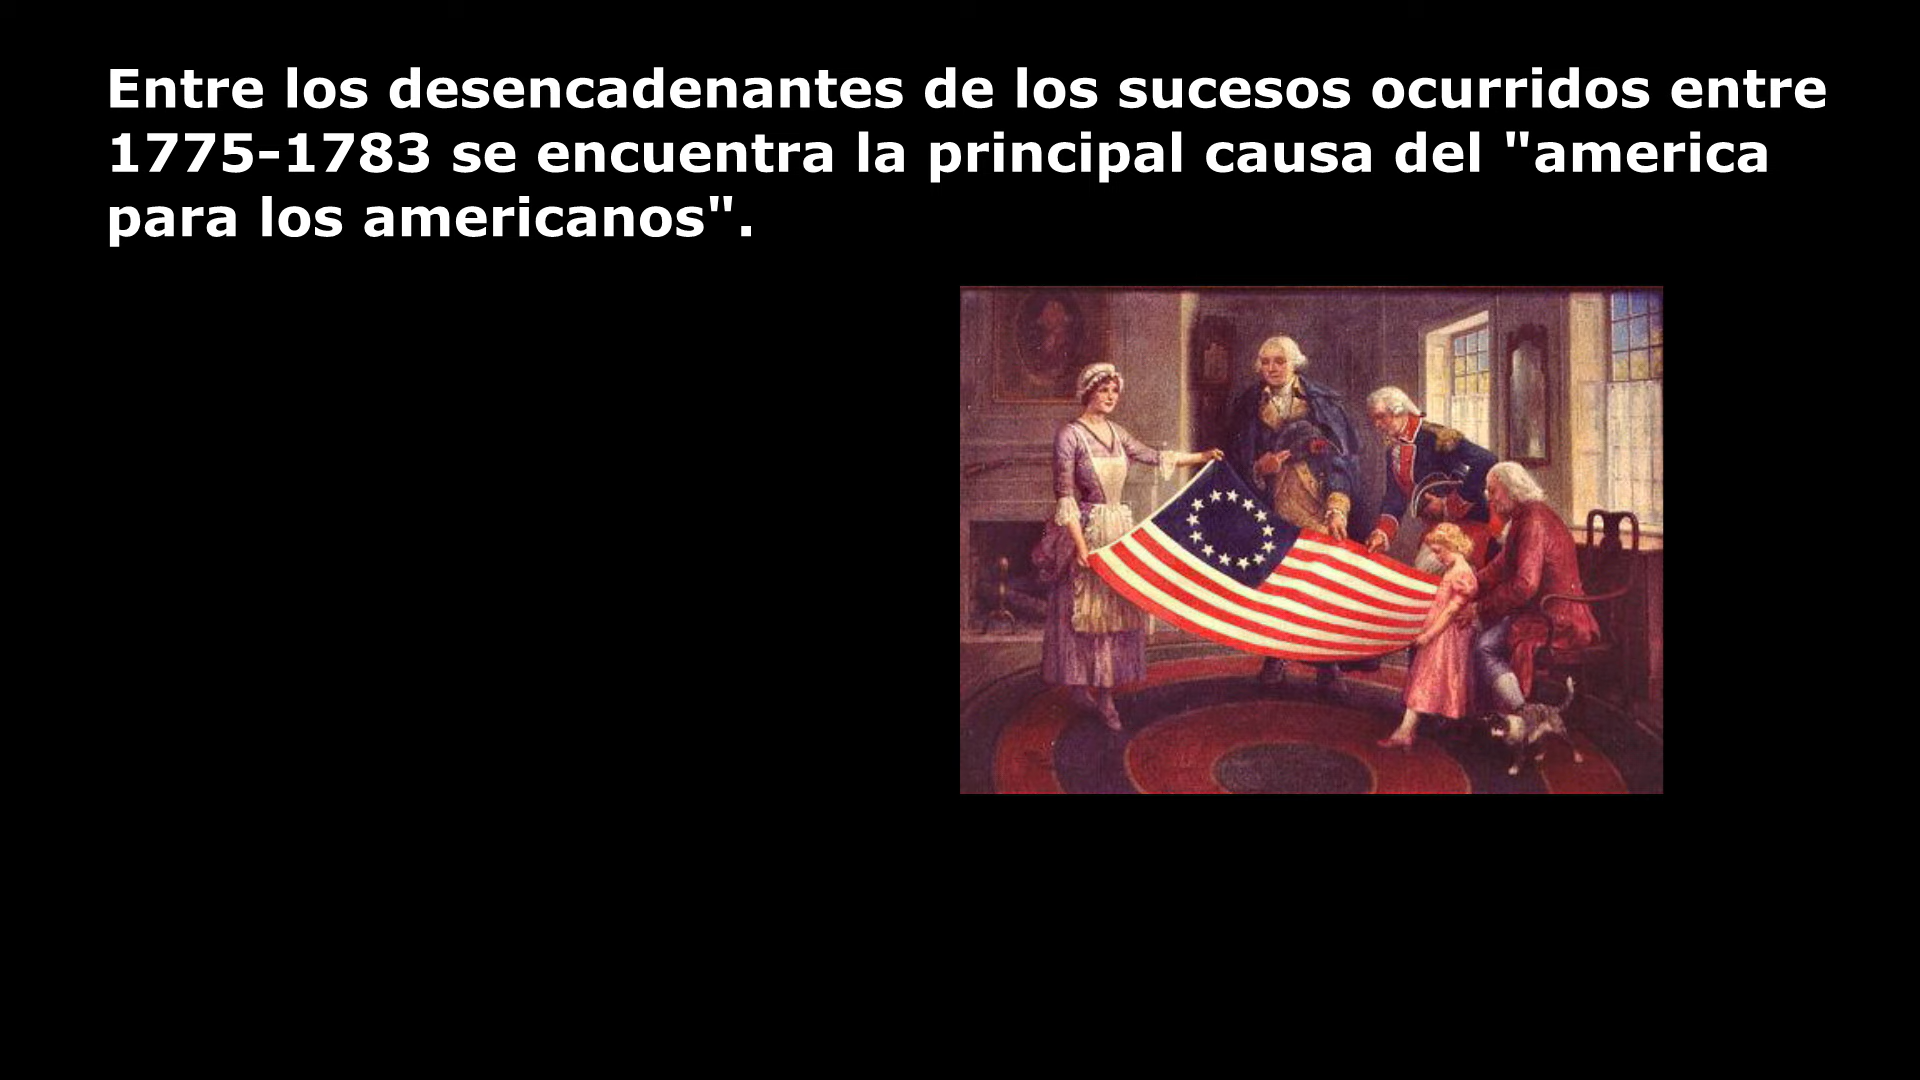 Entre los desencadenantes de los sucesos ocurridos entre
1775-1783 se encuentra la principal causa del "america
para los americanos".